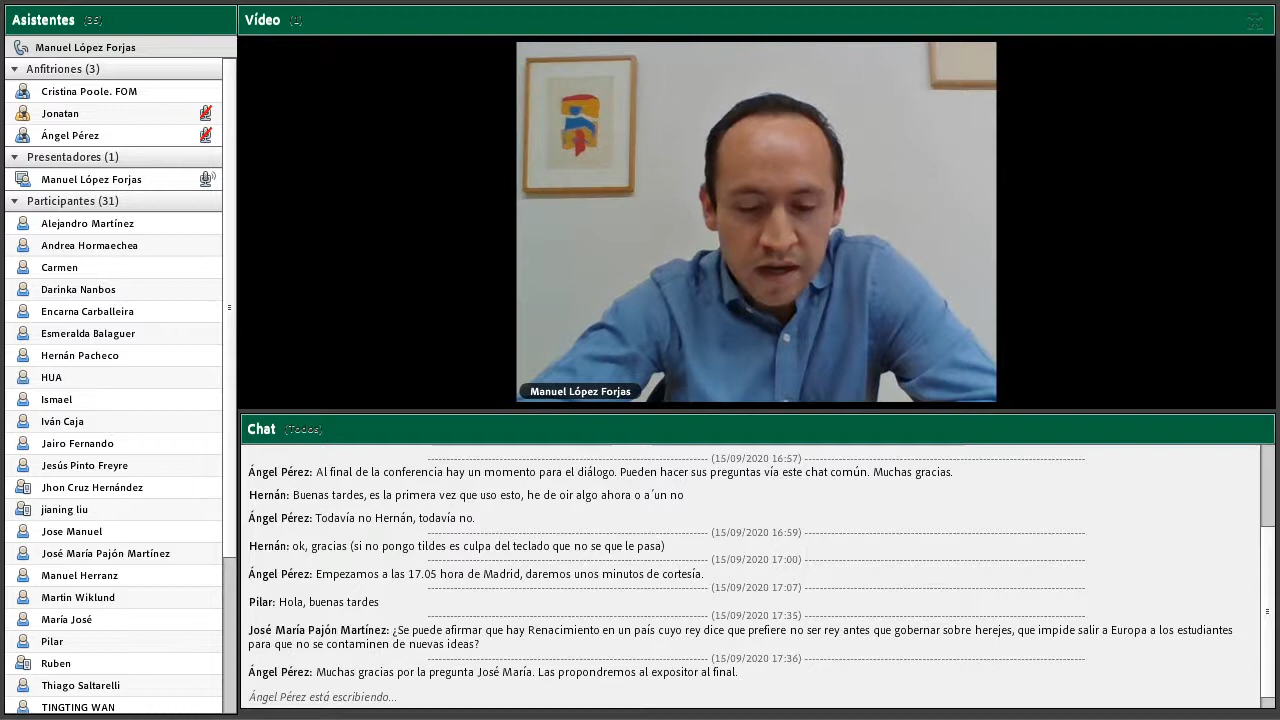 Asistentes (35)
Manuel López Forjas
Anfitriones (3)
Cristina Poole. FOM
Jonatan
Ángel Pérez
Presentadores (1)
Manuel López Forjas
Participantes (31)
Alejandro Martínez
Andrea Hormaechea
Carmen
Darinka Nanbos
Encarna Carballeira
Esmeralda Balaguer
Hernán Pacheco
HUA
Ismael
Iván Caja
Jairo Fernando
Jesús Pinto Freyre
Jhon Cruz Hernández
jianing liu
Jose Manuel
José María Pajón Martínez
Manuel Herranz
Martin Wiklund
María José
Pilar
Ruben
Thiago Saltarelli
TINGTING WAN
Vídeo (1)
Manuel López Forjas
Chat (Todos)
(15/09/2020 16:57)
Ángel Pérez: Al final de la conferencia hay un momento para el diálogo. Pueden hacer sus preguntas vía este chat común. Muchas gracias.
Hernán: Buenas tardes, es la primera vez que uso esto, he de oir algo ahora o a´un no
Ángel Pérez: Todavía no Hernán, todavía no.
(15/09/2020 16:59)
Hernán: ok, gracias (si no pongo tildes es culpa del teclado que no se que le pasa)
(15/09/2020 17:00)
Ángel Pérez: Empezamos a las 17.05 hora de Madrid, daremos unos minutos de cortesía.
(15/09/2020 17:07)
Pilar: Hola, buenas tardes
(15/09/2020 17:35)
José María Pajón Martínez: ¿Se puede afirmar que hay Renacimiento en un país cuyo rey dice que prefiere no ser rey antes que gobernar sobre herejes, que impide salir a Europa a los estudiantes
para que no se contaminen de nuevas ideas?
(15/09/2020 17:36)
Ángel Pérez: Muchas gracias por la pregunta José María. Las propondremos al expositor al final.
Ángel Pérez está escribiendo...